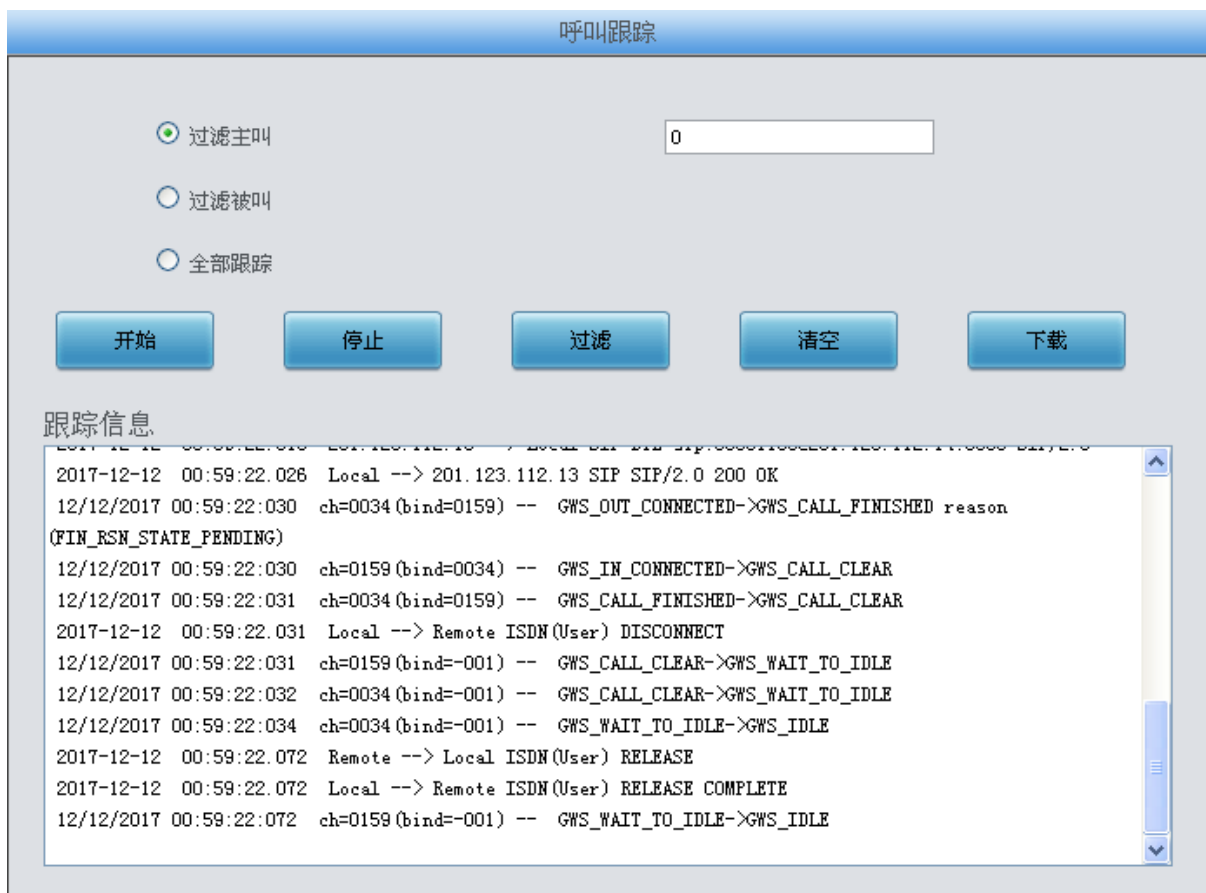 呼叫跟踪
过滤主叫
0
过滤被叫
全部跟踪
开始 停止 过滤 清空 下载
跟踪信息
2017-12-12 00:59:22.026 Local --> 201.123.112.13 SIP SIP/2.0 200 OK
12/12/2017 00:59:22:030 ch=0034(bind=0159) -- GWS_OUT_CONNECTED->GWS_CALL_FINISHED reason
(FIN_RSN_STATE_PENDING)
12/12/2017 00:59:22:030 ch=0159(bind=0034) -- GWS_IN_CONNECTED->GWS_CALL_CLEAR
12/12/2017 00:59:22:031 ch=0034(bind=0159) -- GWS_CALL_FINISHED->GWS_CALL_CLEAR
2017-12-12 00:59:22.031 Local --> Remote ISDN(User) DISCONNECT
12/12/2017 00:59:22:031 ch=0159(bind=-001) -- GWS_CALL_CLEAR->GWS_WAIT_TO_IDLE
12/12/2017 00:59:22:032 ch=0034(bind=-001) -- GWS_CALL_CLEAR->GWS_WAIT_TO_IDLE
12/12/2017 00:59:22:034 ch=0034(bind=-001) -- GWS_WAIT_TO_IDLE->GWS_IDLE
2017-12-12 00:59:22.072 Remote --> Local ISDN(User) RELEASE
2017-12-12 00:59:22.072 Local --> Remote ISDN(User) RELEASE COMPLETE
12/12/2017 00:59:22:072 ch=0159(bind=-001) -- GWS_WAIT_TO_IDLE->GWS_IDLE